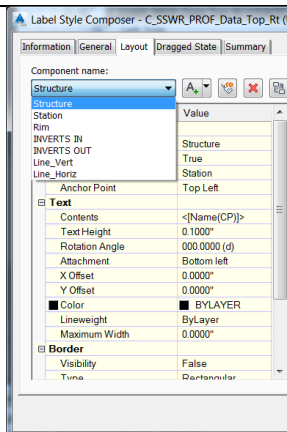 Label Style Composer - C_SSWR_PROF_Data_Top_Rt (
Information General Layout Dragged State Summary
Component name:
Structure
Structure
Station
Rim
INVERTS IN
INVERTS OUT
Line_Vert
Line_Horiz
Value
Structure
True
Station
Anchor Point Top Left
Text
Contents <[Name(CP)]>
Text Height 0.1000"
Rotation Angle 000.0000 (d)
Attachment Bottom left
X Offset 0.0000"
Y Offset 0.0000"
Color BYLAYER
Lineweight ByLayer
Maximum Width 0.0000"
Border
Visibility False
Type Rectangular